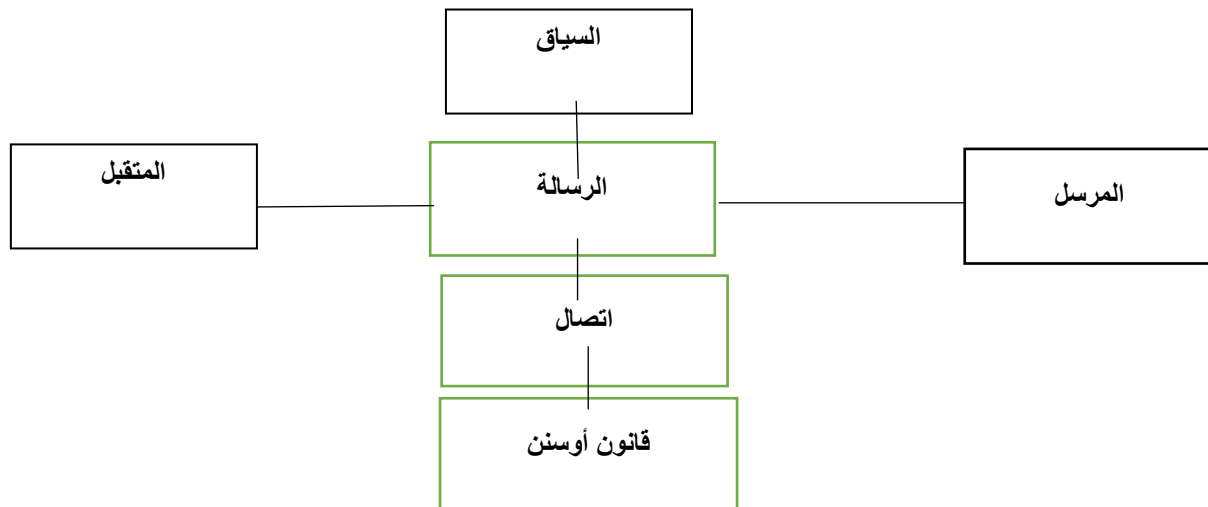 السياق
المرسل
الرسالة
المتقبل
اتصال
قانون أوسنن